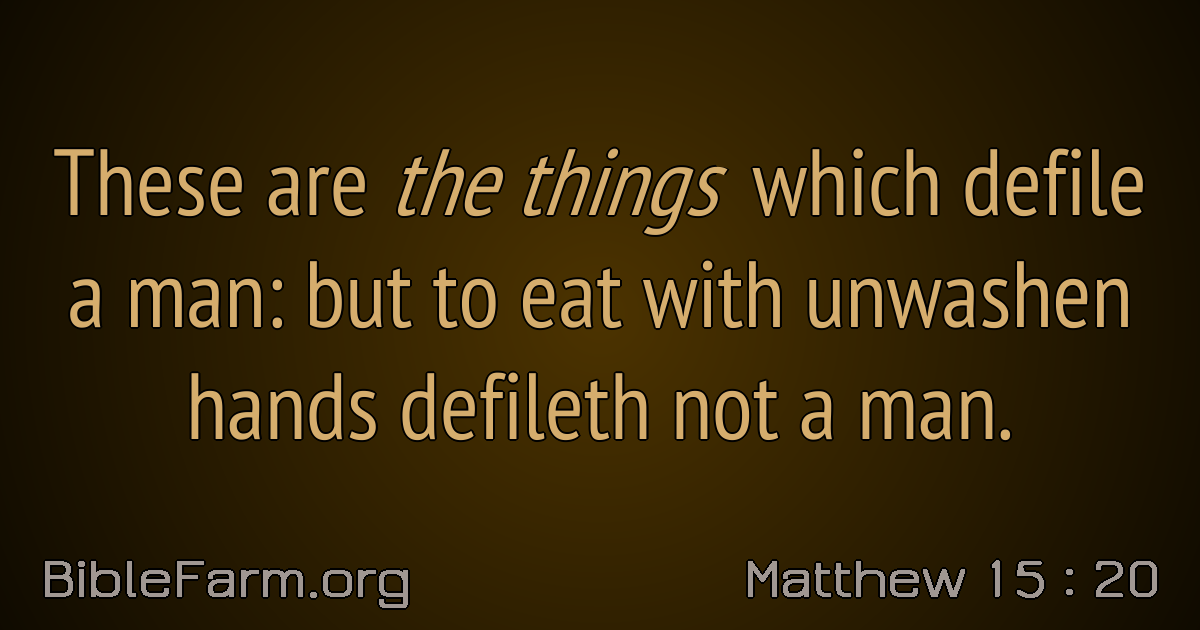 These are the things which defile
a man: but to eat with unwashen
hands defileth not a man.
BibleFarm.org
Matthew 15 : 20